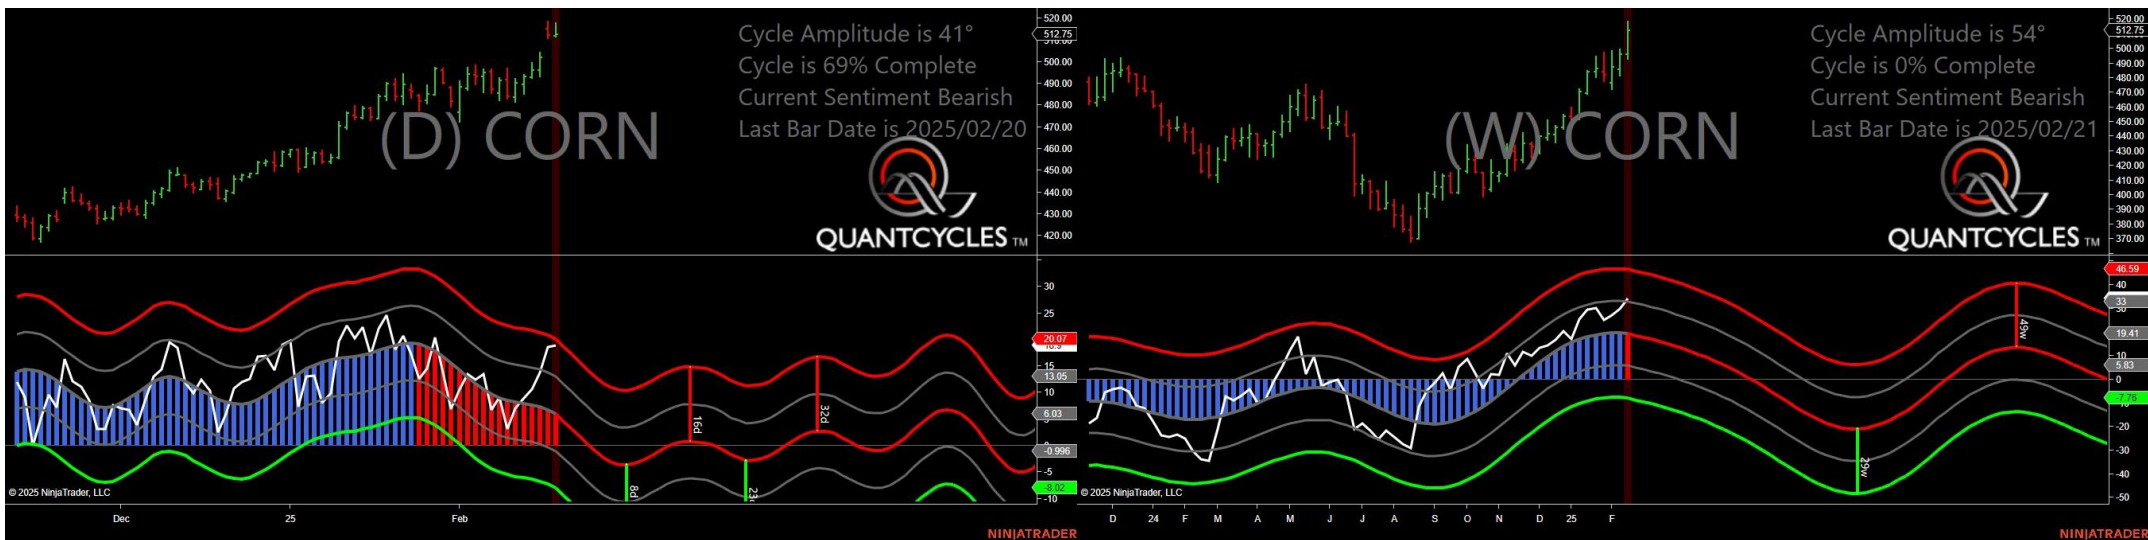 Cycle Amplitude is 41°
Cycle is 69% Complete
Current Sentiment Bearish
Last Bar Date is 2025/02/20
(D) CORN
QUANTCYCLES TM
520.00
512.75
500.00
490.00
480.00
470.00
460.00
450.00
440.00
430.00
420.00
30
25
20.07
15
13.05
10
6.03
-0.996
-5
-8.02
-10
16d
32d
8d
© 2025 NinjaTrader, LLC
Dec
25
Feb
NINJATRADER
Cycle Amplitude is 54°
Cycle is 0% Complete
Current Sentiment Bearish
Last Bar Date is 2025/02/21
(W) CORN
QUANTCYCLES TM
520.00
512.75
500.00
490.00
480.00
470.00
460.00
450.00
440.00
430.00
420.00
410.00
400.00
390.00
380.00
370.00
46.59
40
33
30
19.41
10
5.83
0
-7.76
-20
-30
-40
-50
49w
29w
© 2025 NinjaTrader, LLC
D
24
F
M
A
M
J
J
A
S
O
N
D
25
F
NINJATRADER